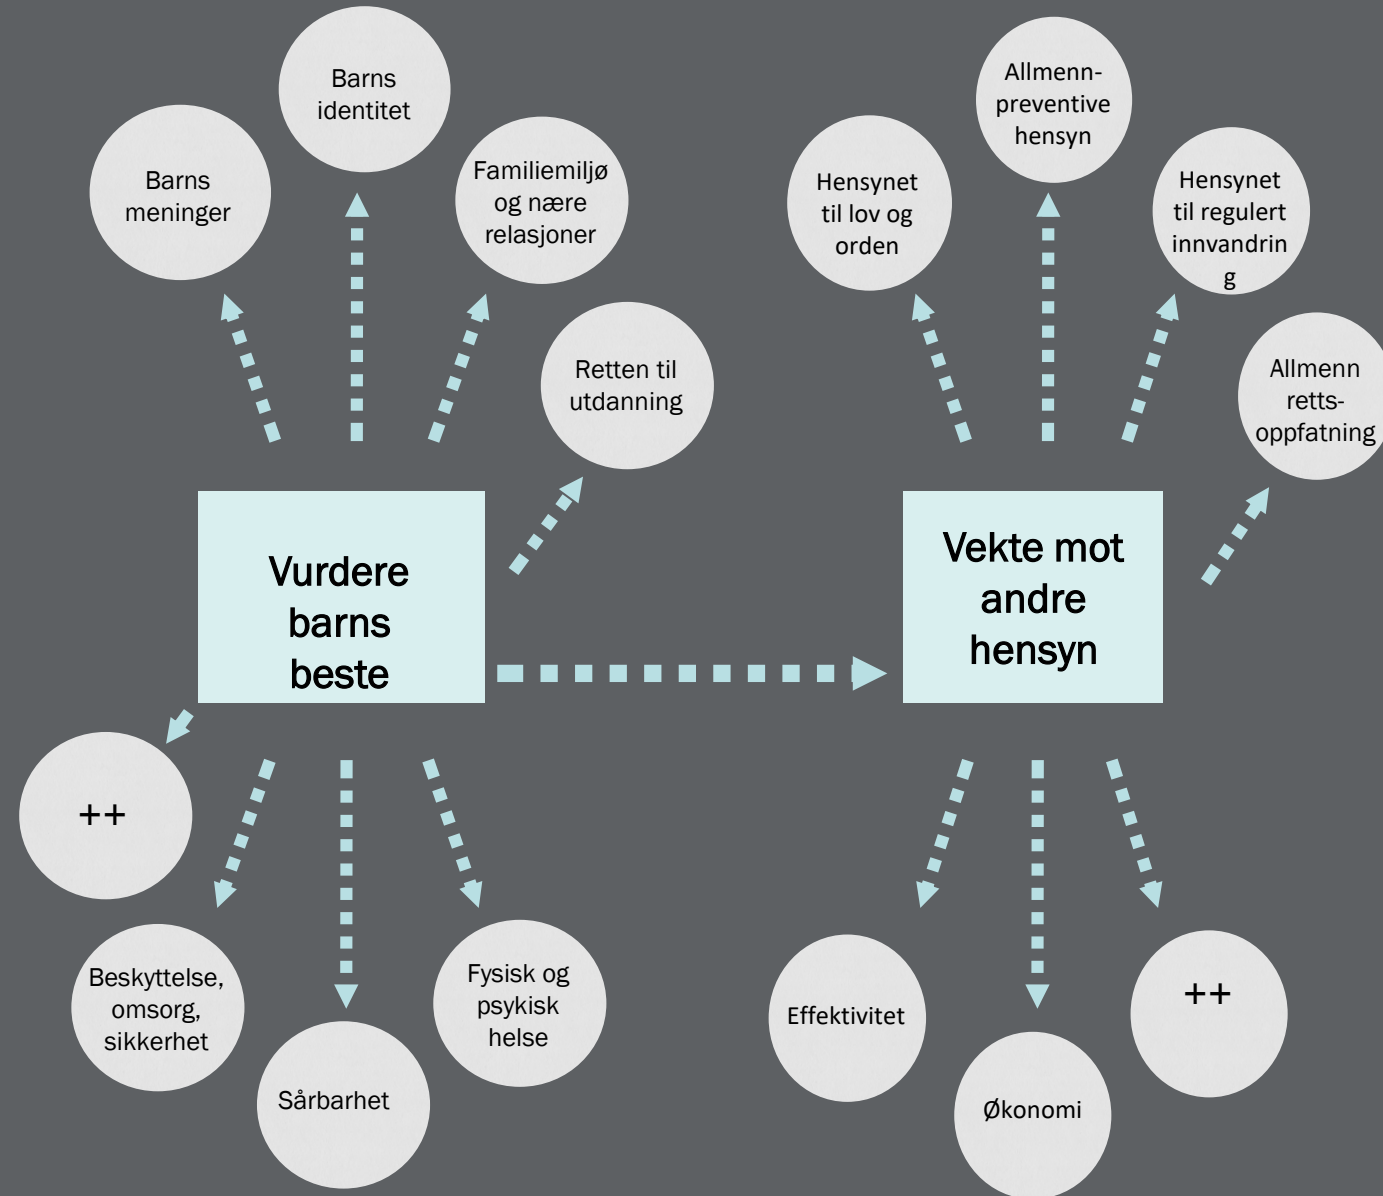 Barns
identitet
Barns
meninger
Familiemiljø
og nære
relasjoner
Retten til
utdanning
Vurdere
barns
beste
++
Beskyttelse,
omsorg,
sikkerhet
Sårbarhet
Fysisk og
psykisk
helse
Allmenn-
preventive
hensyn
Hensynet
til lov og
orden
Hensynet
til regulert
innvandrin
g
Allmenn
retts-
oppfatning
Vekte mot
andre
hensyn
Effektivitet
Økonomi
++